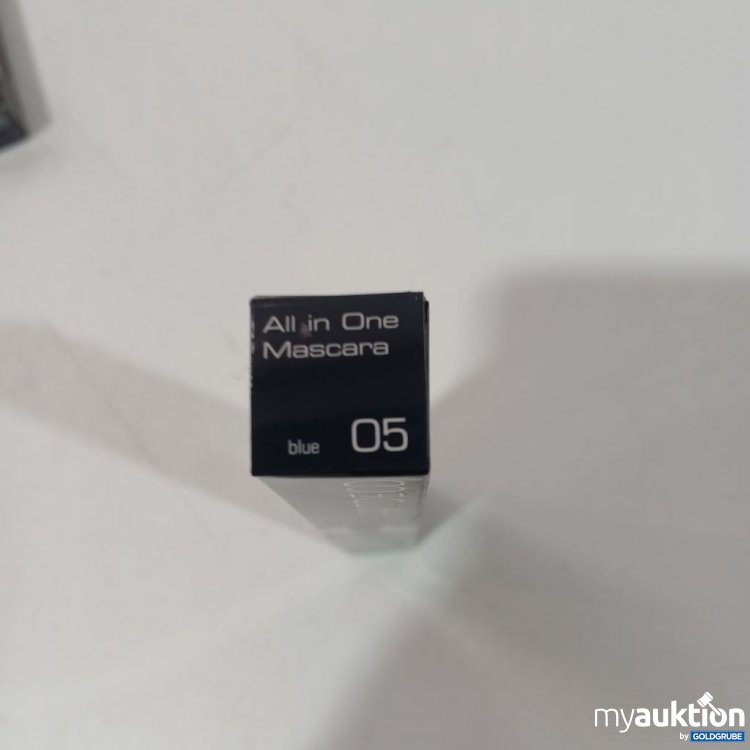 All in One
Mascara
blue 05
myauktion
by GOLDGRUBE